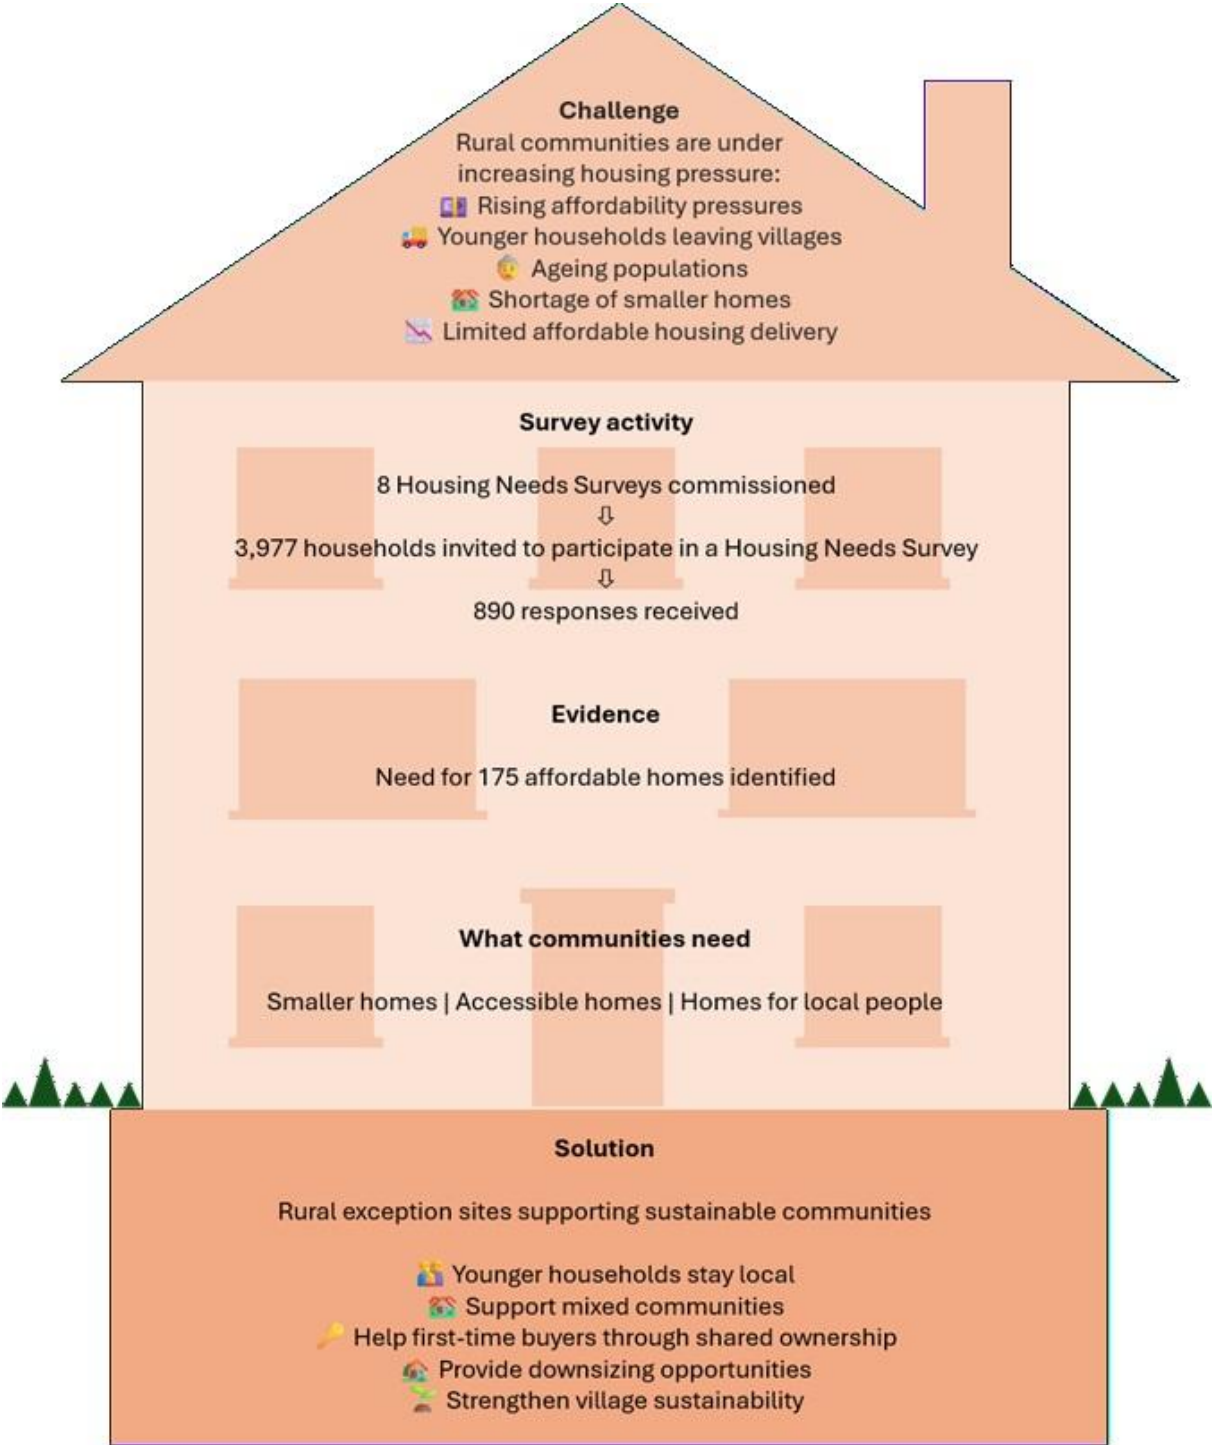 Challenge
Rural communities are under
increasing housing pressure:
Rising affordability pressures
Younger households leaving villages
Ageing populations
Shortage of smaller homes
Limited affordable housing delivery
Survey activity
8 Housing Needs Surveys commissioned
⇩
3,977 households invited to participate in a Housing Needs Survey
⇩
890 responses received
Evidence
Need for 175 affordable homes identified
What communities need
Smaller homes | Accessible homes | Homes for local people
Solution
Rural exception sites supporting sustainable communities
Younger households stay local
Support mixed communities
Help first-time buyers through shared ownership
Provide downsizing opportunities
Strengthen village sustainability